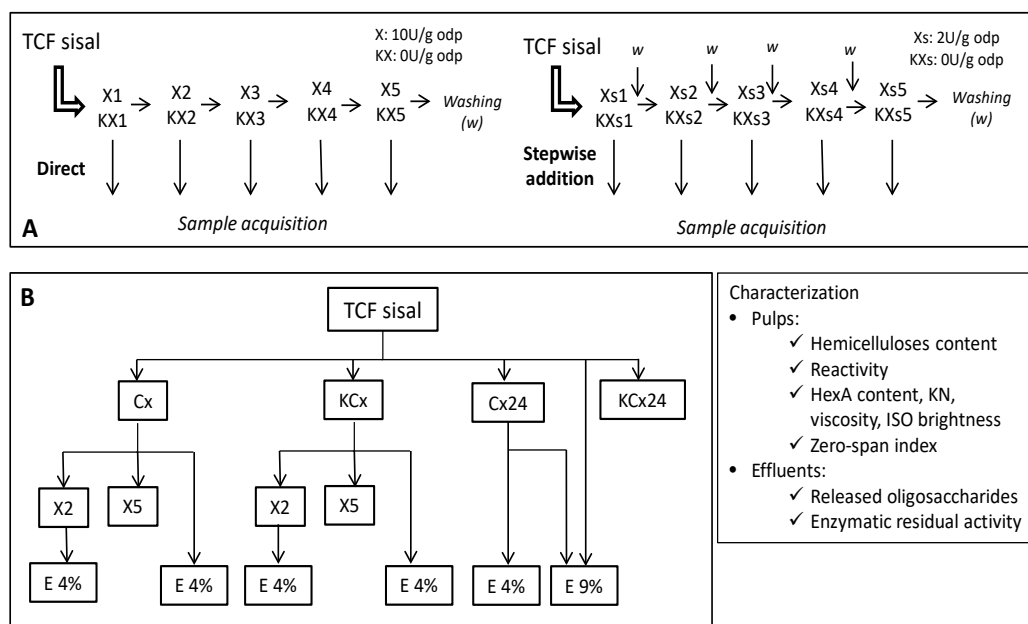 TCF sisal
X: 10U/g odp
KX: 0U/g odp
X1
KX1
X2
KX2
X3
KX3
X4
KX4
X5
KX5
Washing
(w)
Direct
Sample acquisition
A
TCF sisal
w
w
w
w
Xs: 2U/g odp
KXs: 0U/g odp
Xs1
KXs1
Xs2
KXs2
Xs3
KXs3
Xs4
KXs4
Xs5
KXs5
Washing
(w)
Stepwise
addition
Sample acquisition
B
TCF sisal
Cx
KCx
Cx24
KCx24
X2
X5
X2
X5
E 4%
E 4%
E 4%
E 4%
E 4%
E 9%
Characterization
• Pulps:
✓ Hemicelluloses content
✓ Reactivity
✓ HexA content, KN,
viscosity, ISO brightness
✓ Zero-span index
• Effluents:
✓ Released oligosaccharides
✓ Enzymatic residual activity